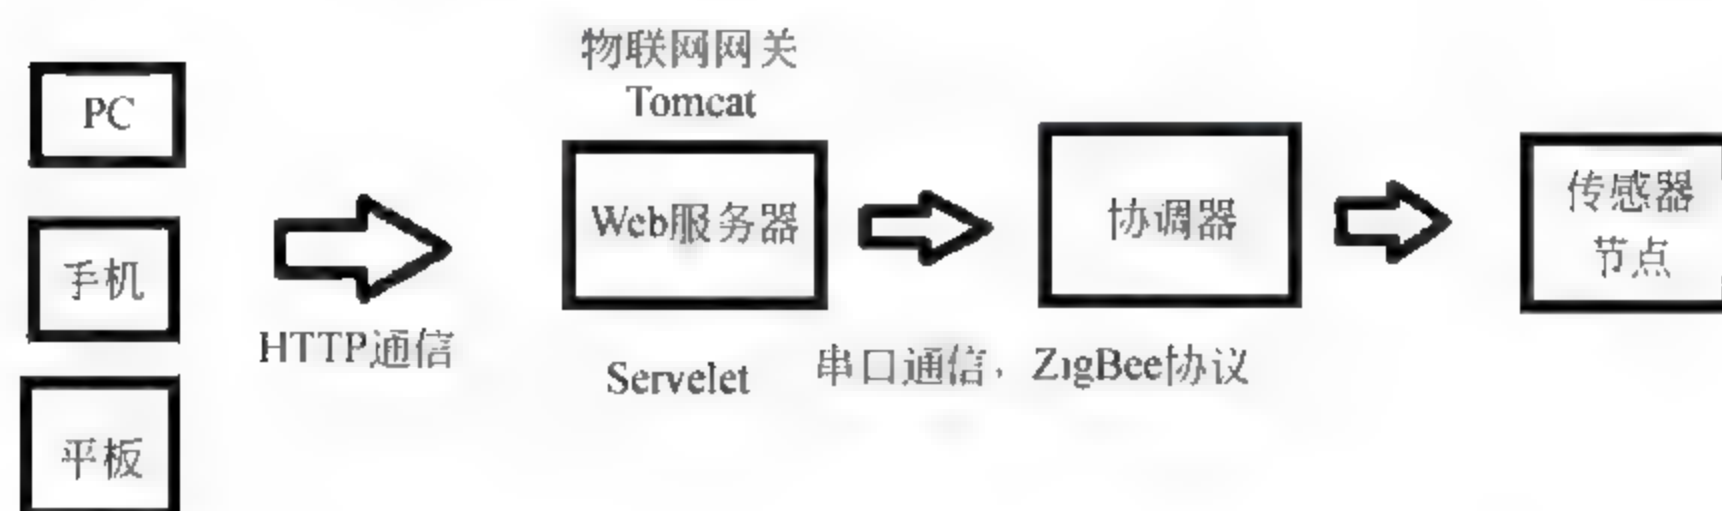 PC
手机
平板
HTTP通信
物联网网关
Tomcat
Web服务器
Servelet
串口通信，ZigBee协议
协调器
传感器
节点